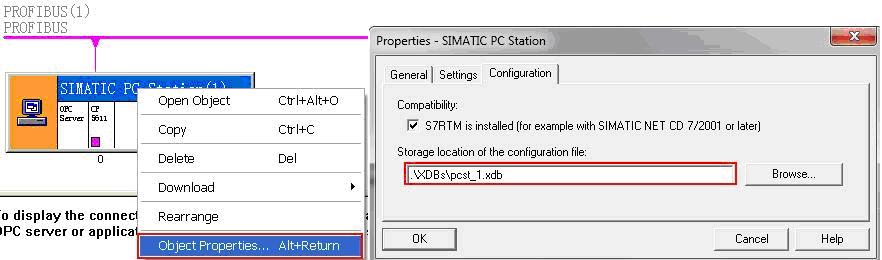 PROFIBUS(1)
PROFIBUS
SIMATIC PC Station(1)
OPC Server
CP 5611
0
Open Object Ctrl+Alt+O
Copy Ctrl+C
Delete Del
Download
Rearrange
Object Properties... Alt+Return
To display the connect
OPC server or applicat
Properties - SIMATIC PC Station
General
Settings
Configuration
Compatibility:
S7RTM is installed (for example with SIMATIC NET CD 7/2001 or later)
Storage location of the configuration file:
.\XDBs\pcst_1.xdb
Browse...
OK
Cancel
Help